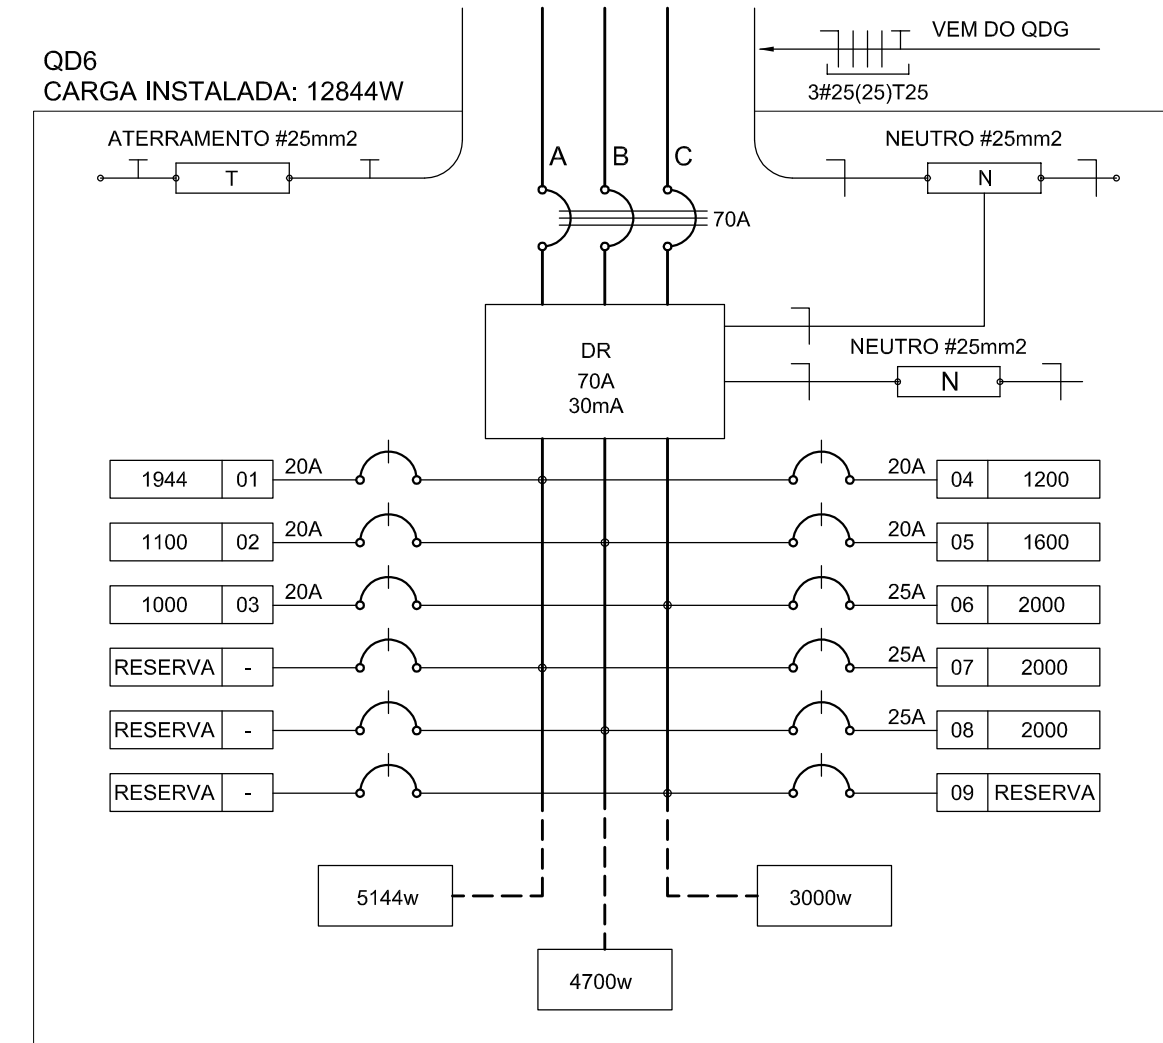 VEM DO QDG
QD6
CARGA INSTALADA: 12844W
3#25(25)T25
ATERRAMENTO #25mm2
NEUTRO #25mm2
T
A B C
N
70A
DR
70A
30mA
NEUTRO #25mm2
N
1944 01 20A
20A 04 1200
1100 02 20A
20A 05 1600
1000 03 20A
25A 06 2000
RESERVA -
25A 07 2000
RESERVA -
25A 08 2000
RESERVA -
09 RESERVA
5144w
3000w
4700w